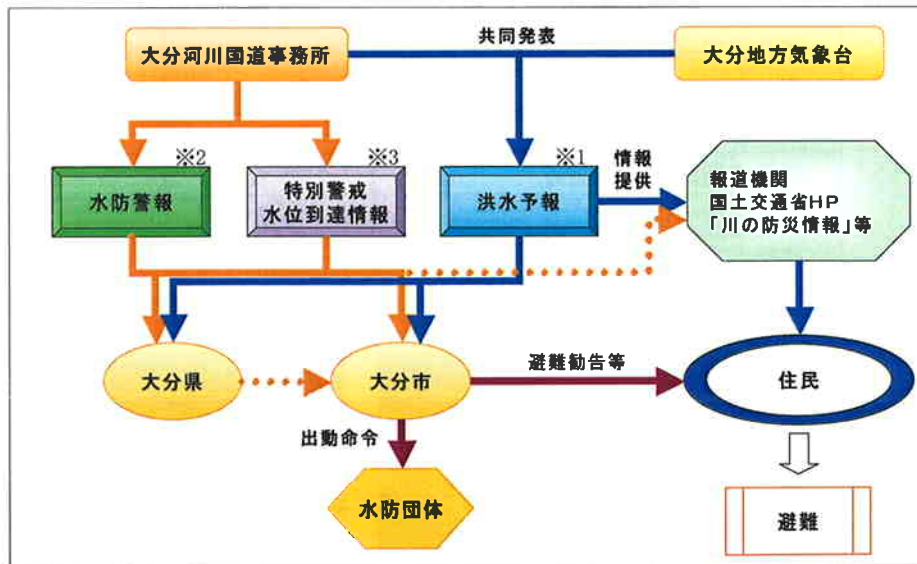 大分河川国道事務所
共同発表
大分地方気象台
※2
水防警報
※3
特別警戒
水位到達情報
※1
洪水予報
情報
提供
報道機関
国土交通省HP
「川の防災情報」等
大分県
大分市
避難勧告等
住民
出動命令
水防団体
避難